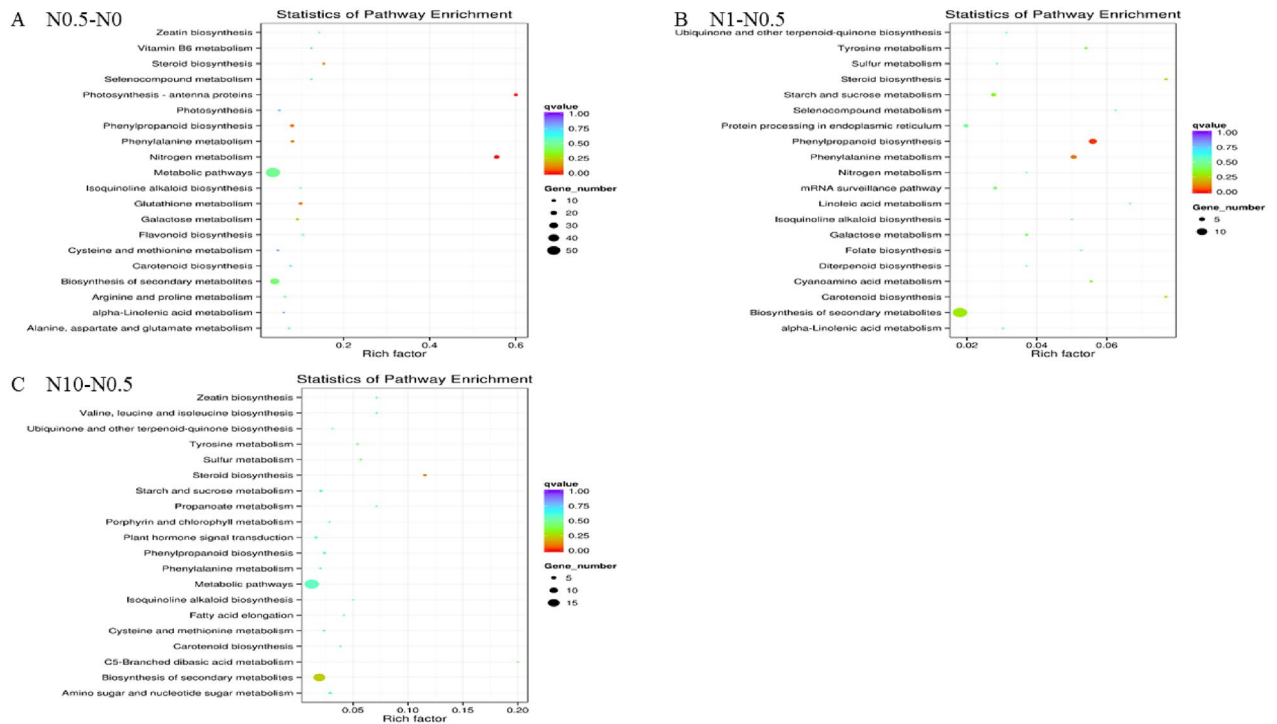 A N0.5-N0
Statistics of Pathway Enrichment
Zeatin biosynthesis
Vitamin B6 metabolism
Steroid biosynthesis
Selenocompound metabolism
Photosynthesis - antenna proteins
Photosynthesis
Phenylpropanoid biosynthesis
Phenylalanine metabolism
Nitrogen metabolism
Metabolic pathways
Isoquinoline alkaloid biosynthesis
Glutathione metabolism
Galactose metabolism
Flavonoid biosynthesis
Cysteine and methionine metabolism
Carotenoid biosynthesis
Biosynthesis of secondary metabolites
Arginine and proline metabolism
alpha-Linolenic acid metabolism
Alanine, aspartate and glutamate metabolism
0.2 0.4 0.6
Rich factor
qvalue
1.00
0.75
0.50
0.25
0.00
Gene_number
10
20
30
40
50
B N1-N0.5
Statistics of Pathway Enrichment
Ubiquinone and other terpenoid-quinone biosynthesis
Tyrosine metabolism
Sulfur metabolism
Steroid biosynthesis
Starch and sucrose metabolism
Selenocompound metabolism
Protein processing in endoplasmic reticulum
Phenylpropanoid biosynthesis
Phenylalanine metabolism
Nitrogen metabolism
mRNA surveillance pathway
Linoleic acid metabolism
Isoquinoline alkaloid biosynthesis
Galactose metabolism
Folate biosynthesis
Diterpenoid biosynthesis
Cyanoamino acid metabolism
Carotenoid biosynthesis
Biosynthesis of secondary metabolites
alpha-Linolenic acid metabolism
0.02 0.04 0.06
Rich factor
qvalue
1.00
0.75
0.50
0.25
0.00
Gene_number
5
10
C N10-N0.5
Statistics of Pathway Enrichment
Zeatin biosynthesis
Valine, leucine and isoleucine biosynthesis
Ubiquinone and other terpenoid-quinone biosynthesis
Tyrosine metabolism
Sulfur metabolism
Steroid biosynthesis
Starch and sucrose metabolism
Propanoate metabolism
Porphyrin and chlorophyll metabolism
Plant hormone signal transduction
Phenylpropanoid biosynthesis
Phenylalanine metabolism
Metabolic pathways
Isoquinoline alkaloid biosynthesis
Fatty acid elongation
Cysteine and methionine metabolism
Carotenoid biosynthesis
C5-Branched dibasic acid metabolism
Biosynthesis of secondary metabolites
Amino sugar and nucleotide sugar metabolism
0.05 0.10 0.15 0.20
Rich factor
qvalue
1.00
0.75
0.50
0.25
0.00
Gene_number
5
10
15